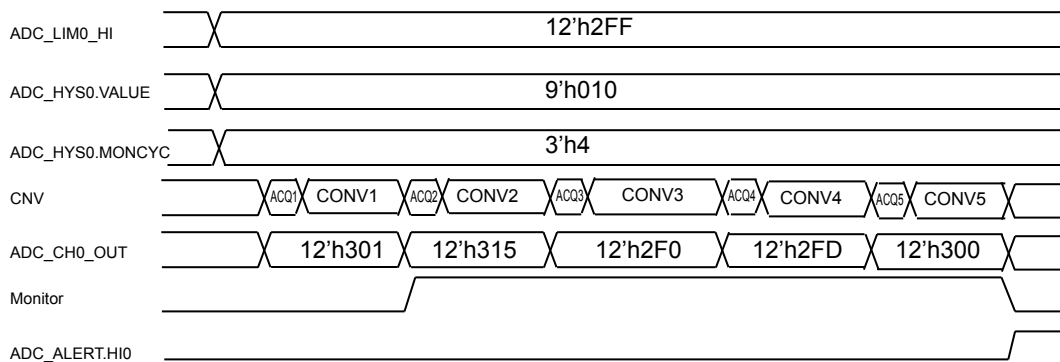 ADC_LIM0_HI 12’h2FF
ADC_HYS0.VALUE 9’h010
ADC_HYS0.MONCYC 3’h4
CNV ACQ1 CONV1 ACQ2 CONV2 ACQ3 CONV3 ACQ4 CONV4 ACQ5 CONV5
ADC_CH0_OUT 12’h301 12’h315 12’h2F0 12’h2FD 12’h300
Monitor
ADC_ALERT.HI0